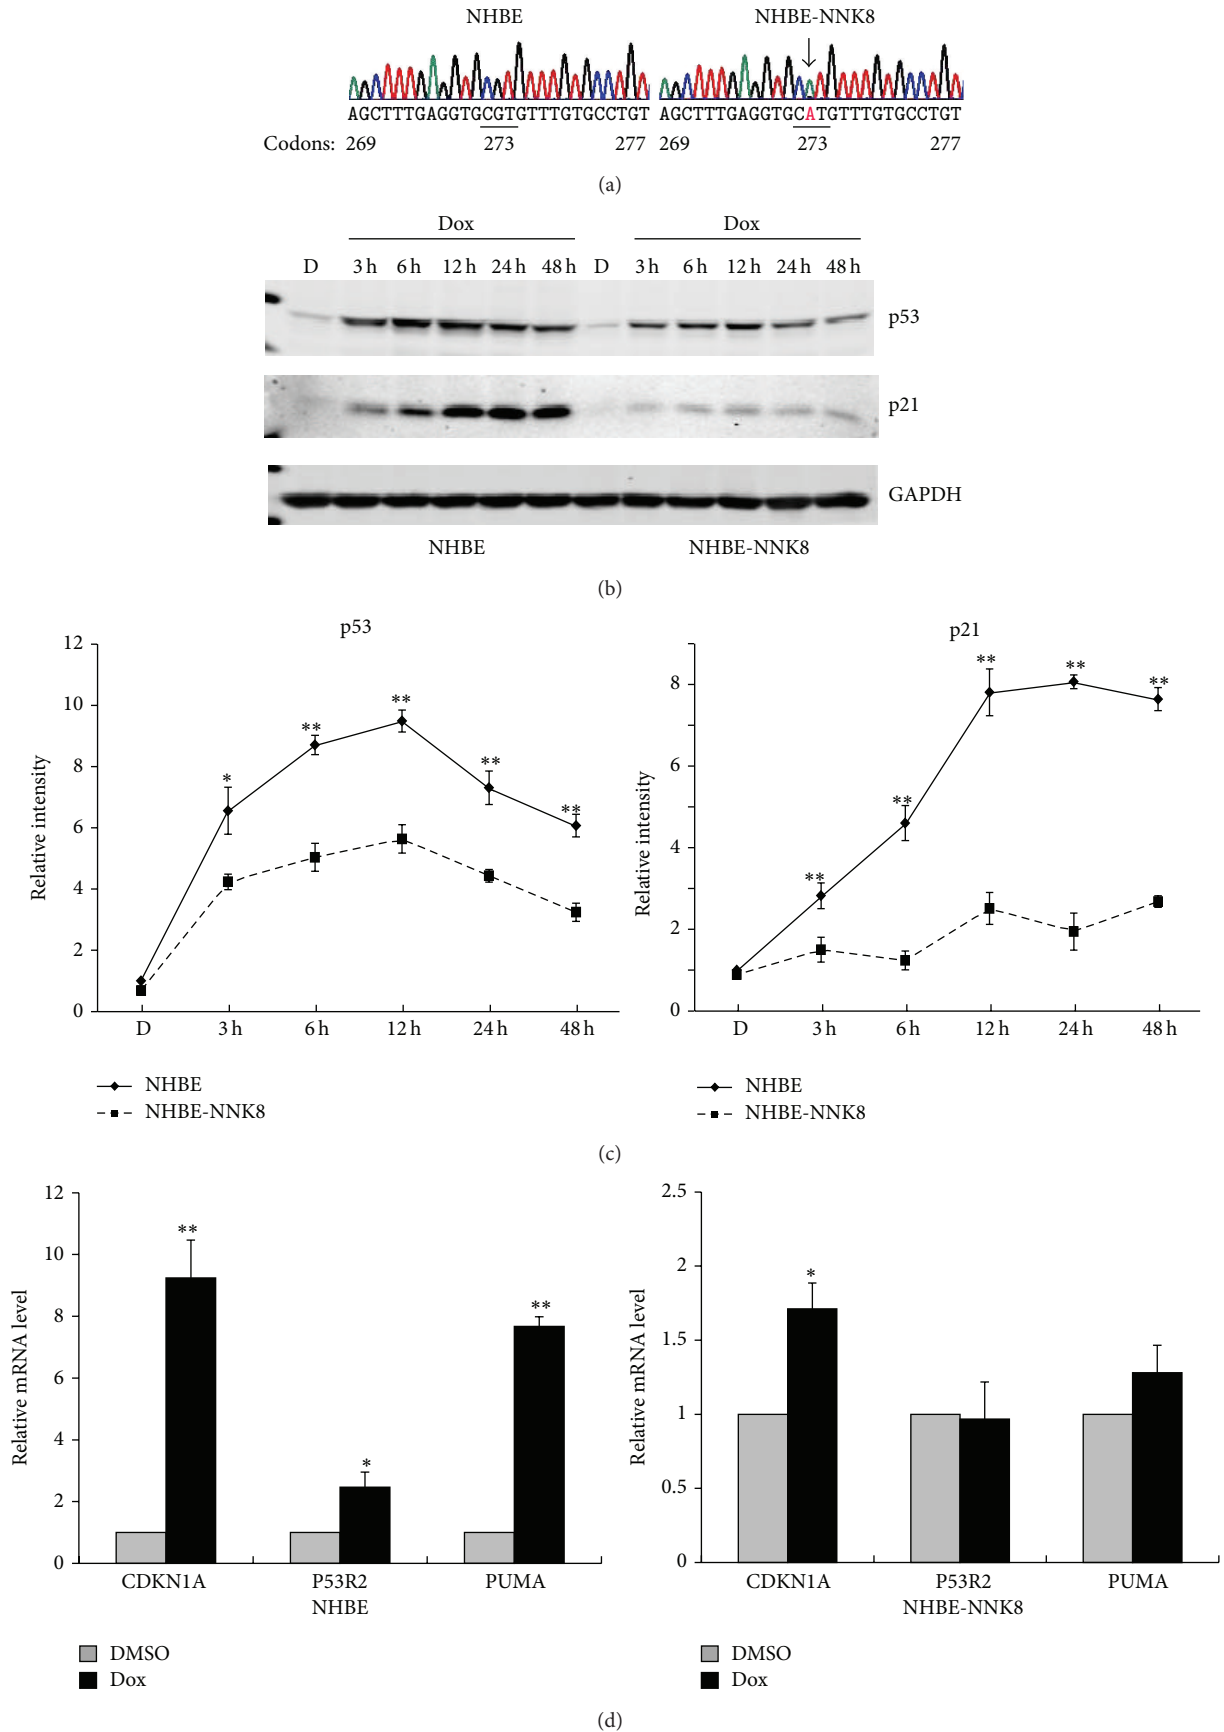 NHBE NHBE-NNK8
AGCTTTGAGGTGCGTGTTTGTGCCTGT AGCTTTGAGGTGCATGTTTGTGCCTGT
Codons: 269 273 277 269 273 277
(a)
Dox Dox
D 3 h 6 h 12 h 24 h 48 h D 3 h 6 h 12 h 24 h 48 h
p53
p21
GAPDH
NHBE NHBE-NNK8
(b)
p53
12
10
8
6
4
2
0
Relative intensity
*
**
**
**
**
D 3 h 6 h 12 h 24 h 48 h
NHBE
NHBE-NNK8
p21
8
6
4
2
0
Relative intensity
**
**
**
**
**
D 3 h 6 h 12 h 24 h 48 h
NHBE
NHBE-NNK8
(c)
12
10
8
6
4
2
0
Relative mRNA level
**
*
**
CDKN1A P53R2 PUMA
NHBE
DMSO
Dox
2.5
2
1.5
1
0.5
0
Relative mRNA level
*
CDKN1A P53R2 PUMA
NHBE-NNK8
DMSO
Dox
(d)